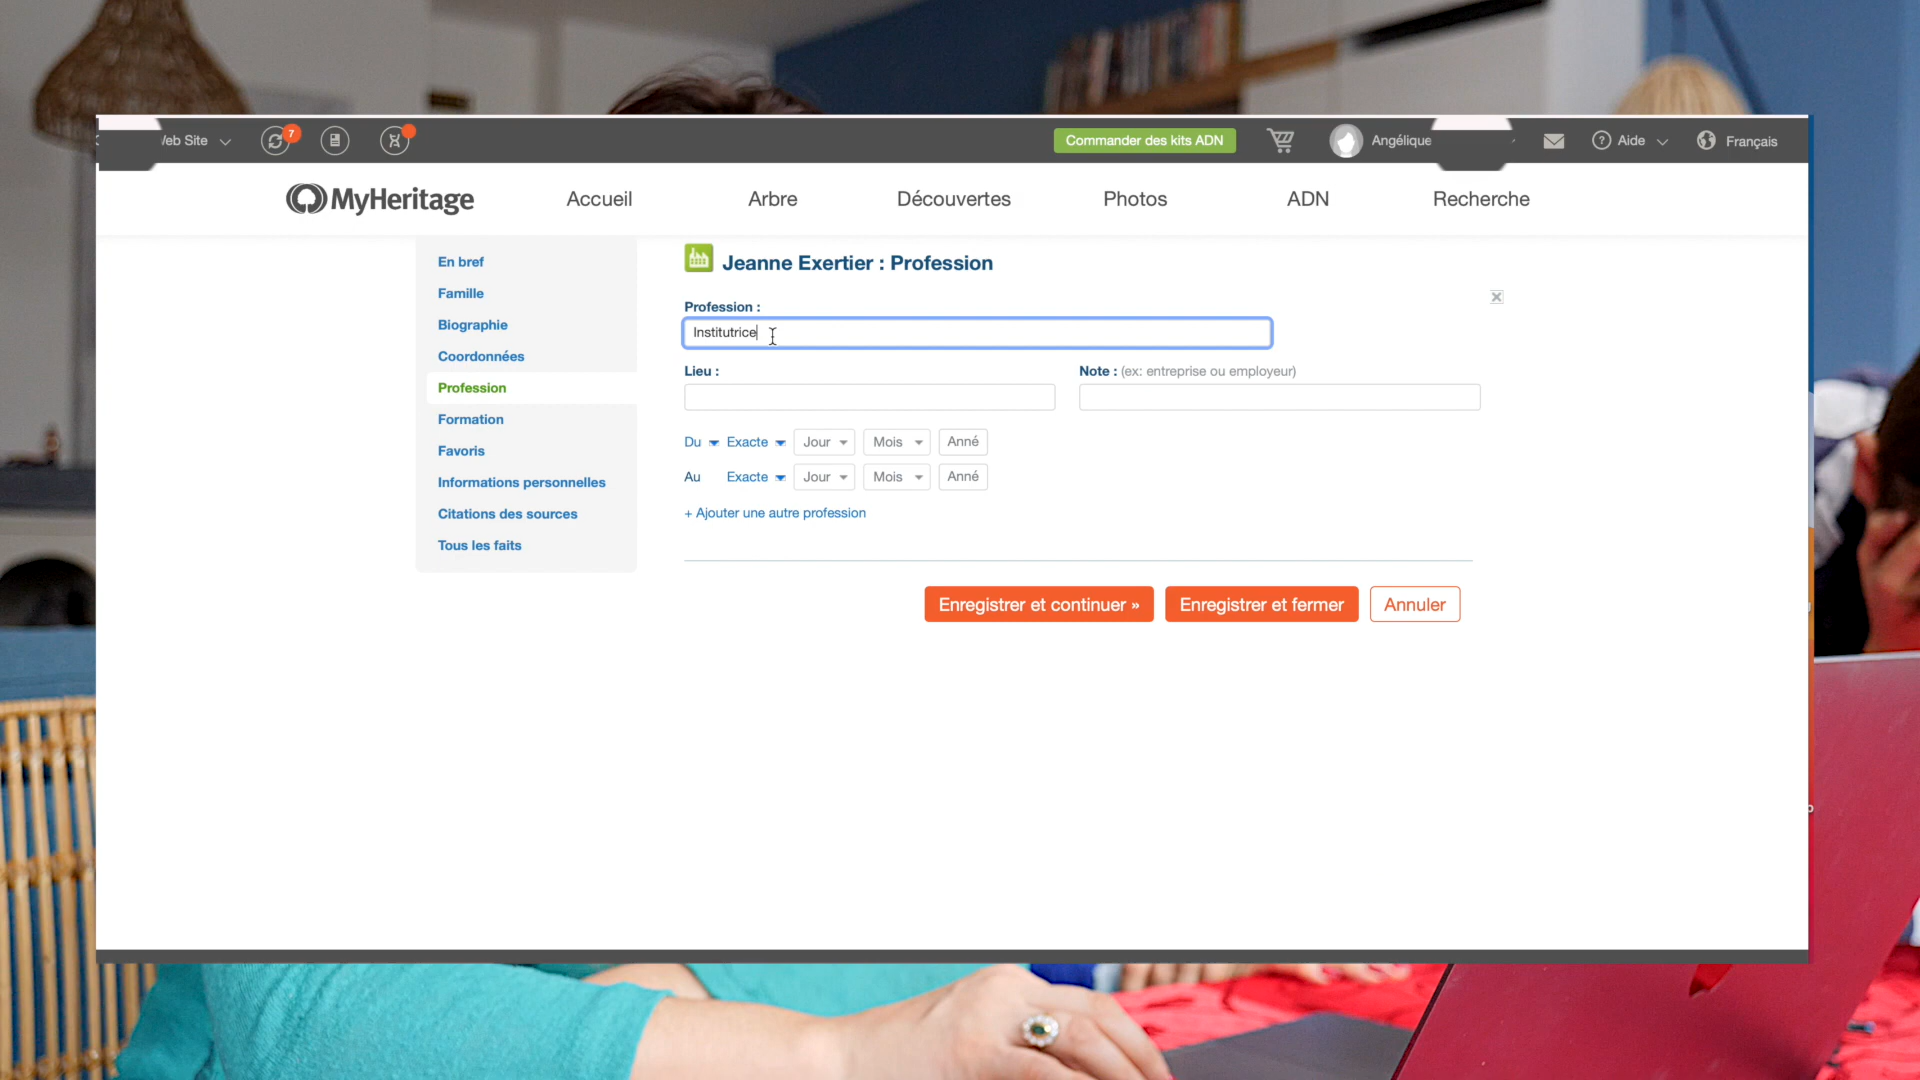 /eb Site
7
Commander des kits ADN
Angélique
Aide
Français
MyHeritage
Accueil
Arbre
Découvertes
Photos
ADN
Recherche
En bref
Famille
Biographie
Coordonnées
Profession
Formation
Favoris
Informations personnelles
Citations des sources
Tous les faits
Jeanne Exertier : Profession
Profession :
Institutrice
Lieu :
Note : (ex: entreprise ou employeur)
Du Exacte Jour Mois Anné
Au Exacte Jour Mois Anné
+ Ajouter une autre profession
Enregistrer et continuer »
Enregistrer et fermer
Annuler